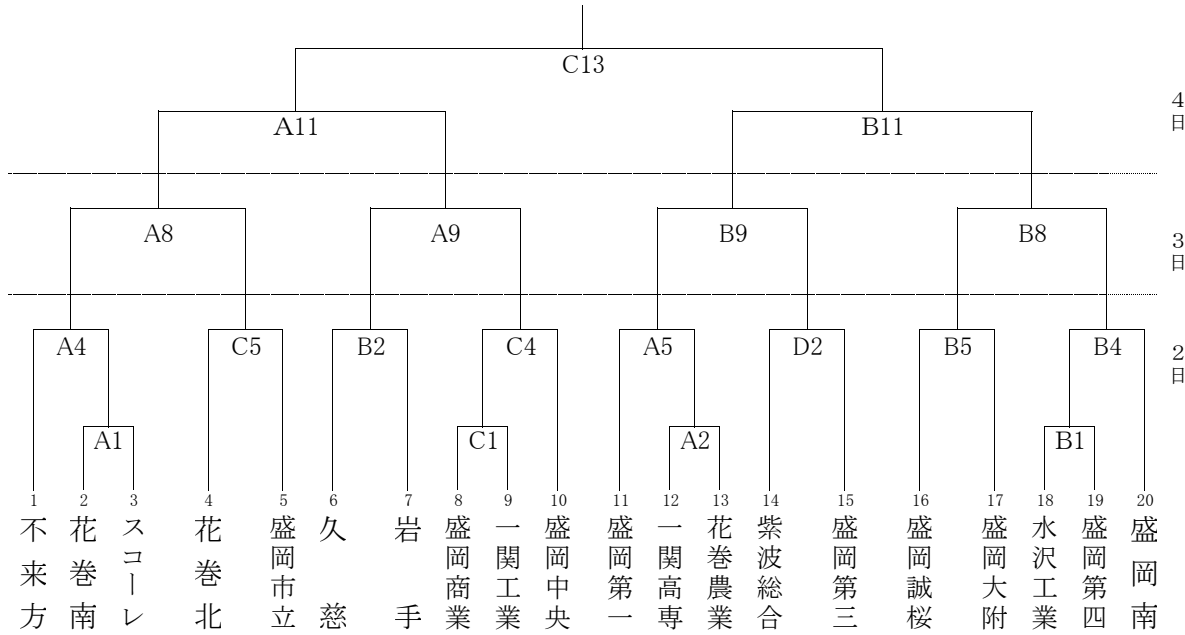 C13
4日
A11 B11
A8 A9 B9 B8
3日
A4 C5 B2 C4 A5 D2 B5 B4
2日
A1 C1 A2 B1
1 2 3 4 5 6 7 8 9 10 11 12 13 14 15 16 17 18 19 20
不来方
花巻南
スコーレ
花巻北
盛岡市立
久慈
岩手
盛岡商業
一関工業
盛岡中央
盛岡第一
一関高専
花巻農業
紫波総合
盛岡第三
盛岡誠桜
盛岡大附
水沢工業
盛岡第四
盛岡南